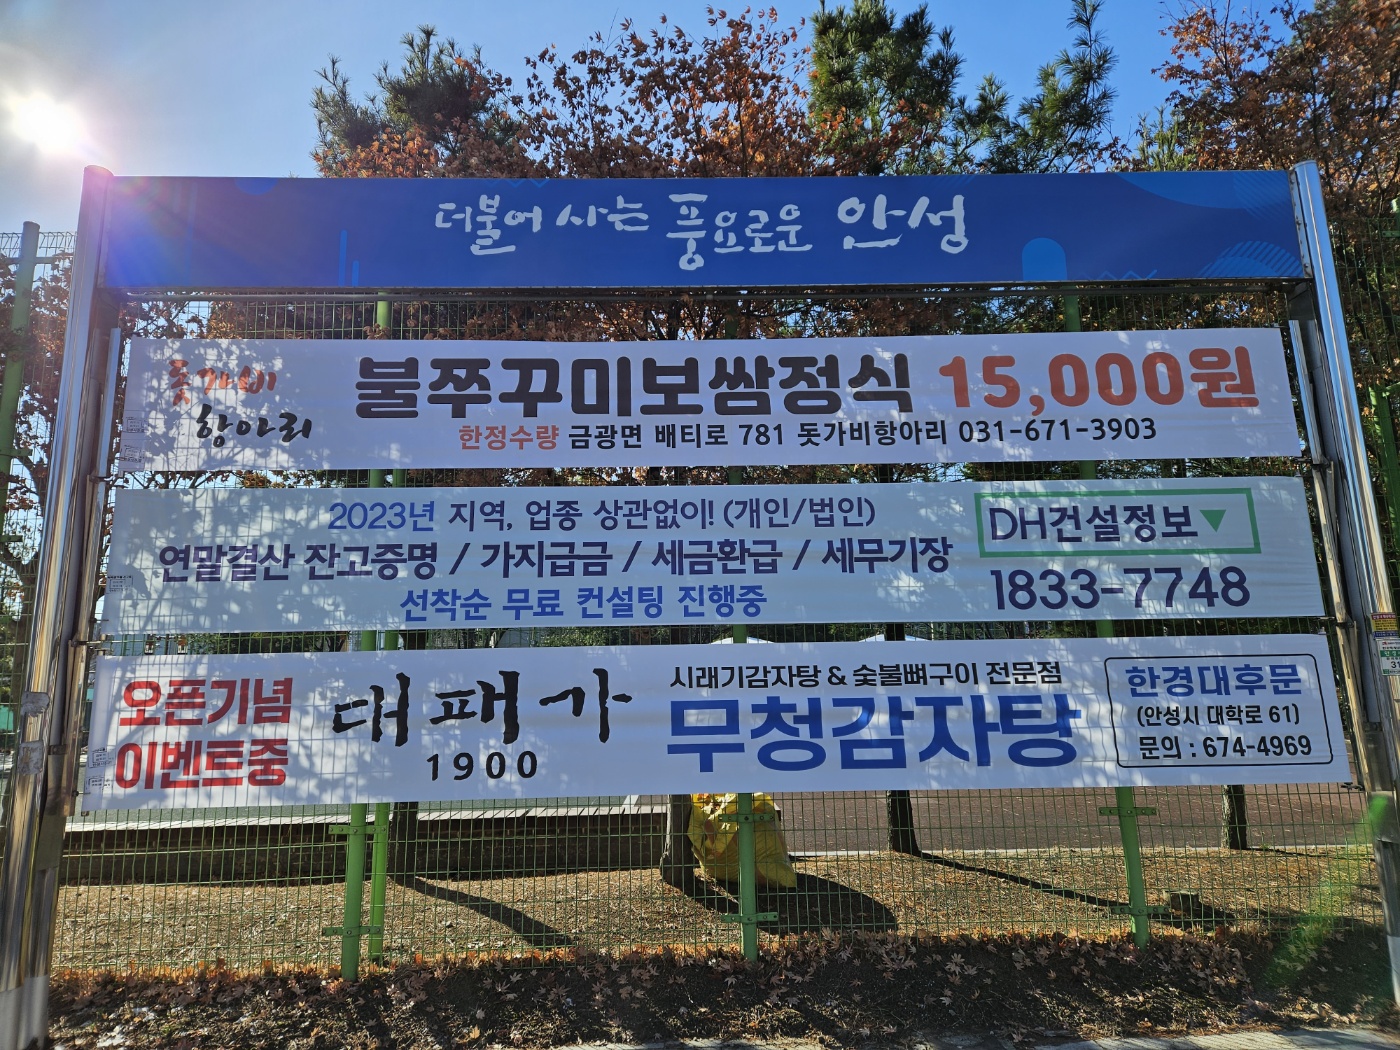 더불어 사는 풍요로운 안성
돗가비
항아리
불쭈꾸미보쌈정식 15,000원
한정수량 금광면 배티로 781 돗가비항아리 031-671-3903
2023년 지역, 업종 상관없이! (개인/법인)
연말결산 잔고증명 / 가지급금 / 세금환급 / 세무기장
선착순 무료 컨설팅 진행중
DH건설정보▼
1833-7748
오픈기념
이벤트중
대패가
1900
시래기감자탕 & 숯불뼈구이 전문점
무청감자탕
한경대후문
(안성시 대학로 61)
문의 : 674-4969